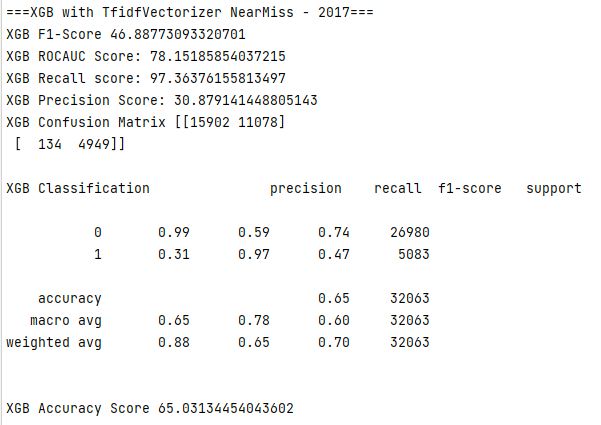 ===XGB with TfidfVectorizer NearMiss - 2017===
XGB F1-Score 46.88773093320701
XGB ROCAUC Score: 78.15185854037215
XGB Recall score: 97.36376155813497
XGB Precision Score: 30.879141448805143
XGB Confusion Matrix [[15902 11078]
[ 134 4949]]
XGB Classification precision recall f1-score support
0 0.99 0.59 0.74 26980
1 0.31 0.97 0.47 5083
accuracy 0.65 32063
macro avg 0.65 0.78 0.60 32063
weighted avg 0.88 0.65 0.70 32063
XGB Accuracy Score 65.03134454043602